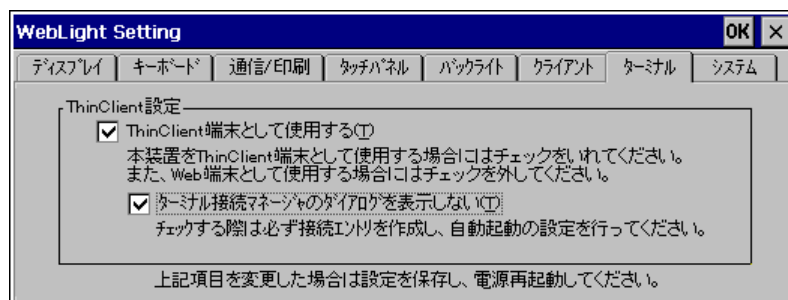 WebLight Setting OK ×
ﾃﾞｨｽﾌﾟﾚｲ ｷｰﾎﾞｰﾄﾞ 通信/印刷 ﾀｯﾁﾊﾟﾈﾙ ﾊﾞｯｸﾗｲﾄ ｸﾗｲｱﾝﾄ ﾀｰﾐﾅﾙ ｼｽﾃﾑ
ThinClient設定
ThinClient端末として使用する(T)
本装置をThinClient端末として使用する場合にはチェックをいれてください。
また、Web端末として使用する場合にはチェックを外してください。
ターミナル接続マネージャのダイアログを表示しない(T)
チェックする際は必ず接続エントリを作成し、自動起動の設定を行ってください。
上記項目を変更した場合は設定を保存し、電源再起動してください。